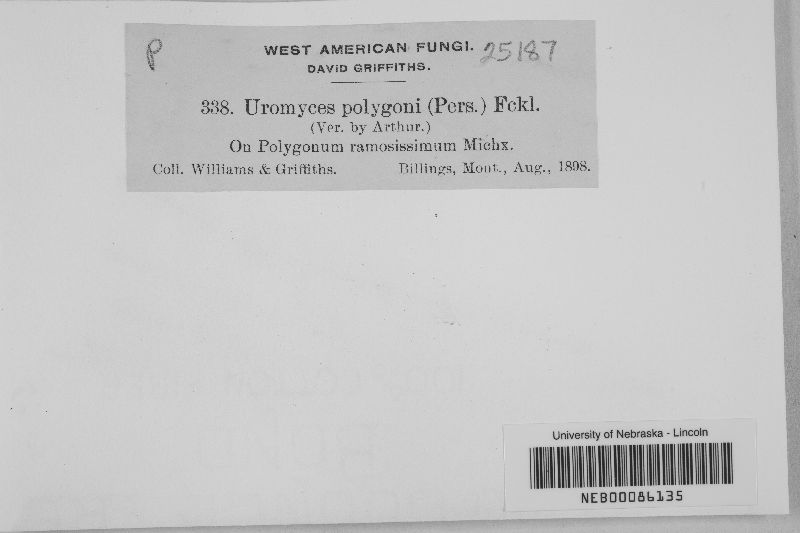 P
WEST AMERICAN FUNGI. 25187
DAVID GRIFFITHS.
338. Uromyces polygoni (Pers.) Fckl.
(Ver. by Arthur.)
On Polygonum ramosissimum Michx.
Coll. Williams & Griffiths. Billings, Mont., Aug., 1898.
University of Nebraska - Lincoln
NEB00086135